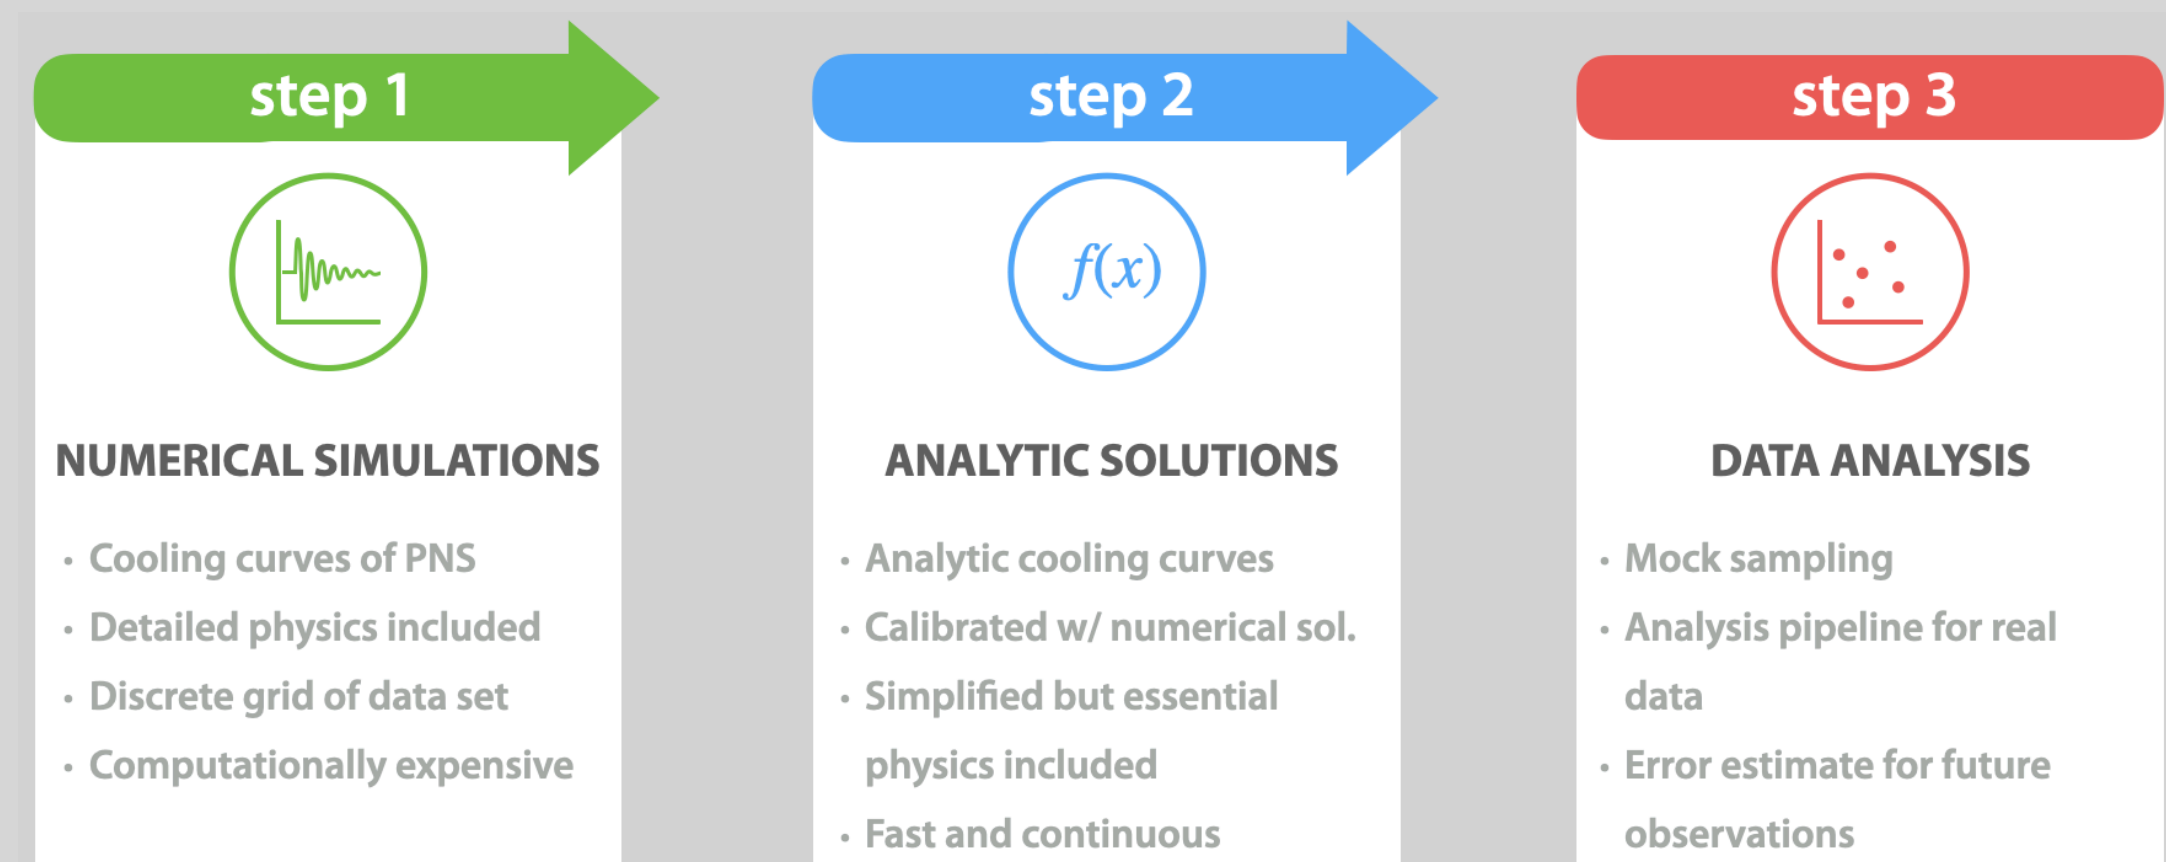 step 1
NUMERICAL SIMULATIONS
· Cooling curves of PNS
· Detailed physics included
· Discrete grid of data set
· Computationally expensive
step 2
f(x)
ANALYTIC SOLUTIONS
· Analytic cooling curves
· Calibrated w/ numerical sol.
· Simplified but essential
physics included
· Fast and continuous
step 3
DATA ANALYSIS
· Mock sampling
· Analysis pipeline for real
data
· Error estimate for future
observations